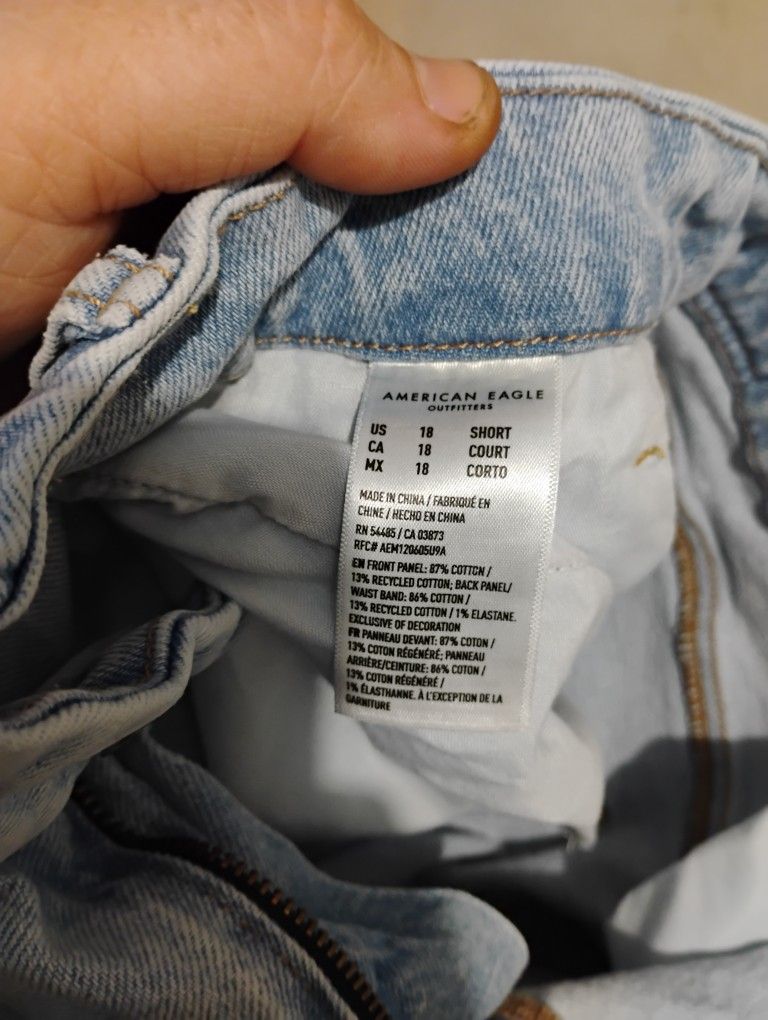 AMERICAN EAGLE
OUTFITTERS
US 18 SHORT
CA 18 COURT
MX 18 CORTO
MADE IN CHINA / FABRIQUÉ EN
CHINE / HECHO EN CHINA
RN 54485 / CA 03873
RFC# AEM120605U9A
EN FRONT PANEL: 87% COTTON /
13% RECYCLED COTTON; BACK PANEL/
WAIST BAND: 86% COTTON /
13% RECYCLED COTTON / 1% ELASTANE.
EXCLUSIVE OF DECORATION
FR PANNEAU DEVANT: 87% COTON /
13% COTON RÉGÉNÉRÉ; PANNEAU
ARRIÈRE/CEINTURE: 86% COTON /
13% COTON RÉGÉNÉRÉ /
1% ÉLASTHANNE. À L'EXCEPTION DE LA
GARNITURE